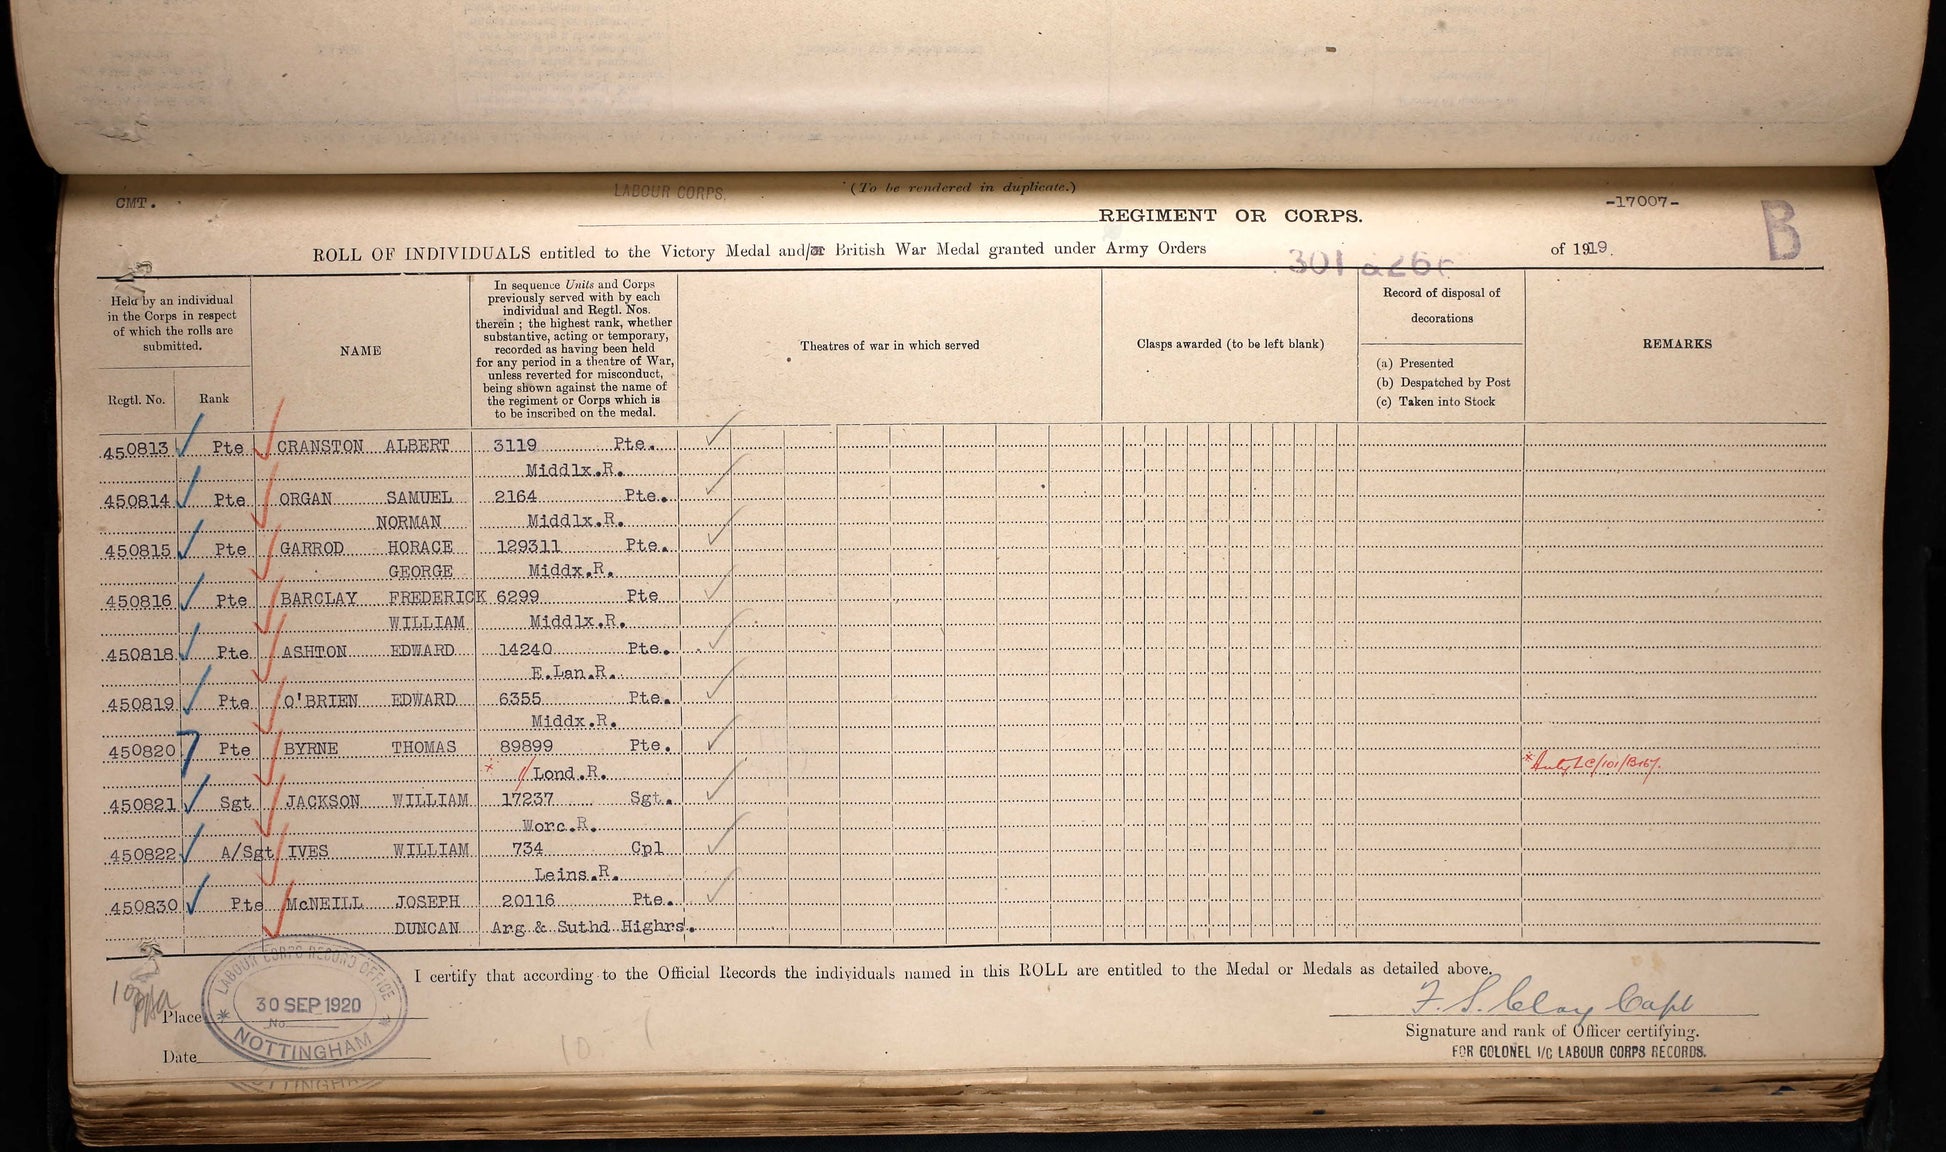 CMT.
LABOUR CORPS.
(To be rendered in duplicate.)
-17007-
REGIMENT OR CORPS.
B
ROLL OF INDIVIDUALS entitled to the Victory Medal and/or British War Medal granted under Army Orders 301 & 266 of 1919.
Held by an individual
in the Corps in respect
of which the rolls are
submitted.
Regtl. No.
Rank
NAME
In sequence Units and Corps
previously served with by each
individual and Regtl. Nos.
therein ; the highest rank, whether
substantive, acting or temporary,
recorded as having been held
for any period in a theatre of War,
unless reverted for misconduct,
being shown against the name of
the regiment or Corps which is
to be inscribed on the medal.
Theatres of war in which served
Clasps awarded (to be left blank)
Record of disposal of
decorations
(a) Presented
(b) Despatched by Post
(c) Taken into Stock
REMARKS
450813 Pte CRANSTON ALBERT 3119 Pte.
Middlx.R.
450814 Pte ORGAN SAMUEL 2164 Pte.
NORMAN Middlx.R.
450815 Pte GARROD HORACE 129311 Pte.
GEORGE Middx.R.
450816 Pte BARCLAY FREDERICK 6299 Pte
WILLIAM Middlx.R.
450818 Pte ASHTON EDWARD 14240 Pte.
E.Lan.R.
450819 Pte O'BRIEN EDWARD 6355 Pte.
Middx.R.
450820 Pte BYRNE THOMAS 89899 Pte.
* Lond.R. * Auty LC/101/B167.
450821 Sgt JACKSON WILLIAM 17237 Sgt.
Worc.R.
450822 A/Sgt IVES WILLIAM 734 Cpl
Leins.R.
450830 Pte McNEILL JOSEPH 20116 Pte.
DUNCAN Arg & Suthd Highrs.
I certify that according to the Official Records the individuals named in this ROLL are entitled to the Medal or Medals as detailed above.
LABOUR CORPS RECORD OFFICE
30 SEP 1920
No.
NOTTINGHAM
Place
Date
10
F. S. Clay Capt
Signature and rank of Officer certifying.
FOR COLONEL I/C LABOUR CORPS RECORDS.
NOTTINGHA